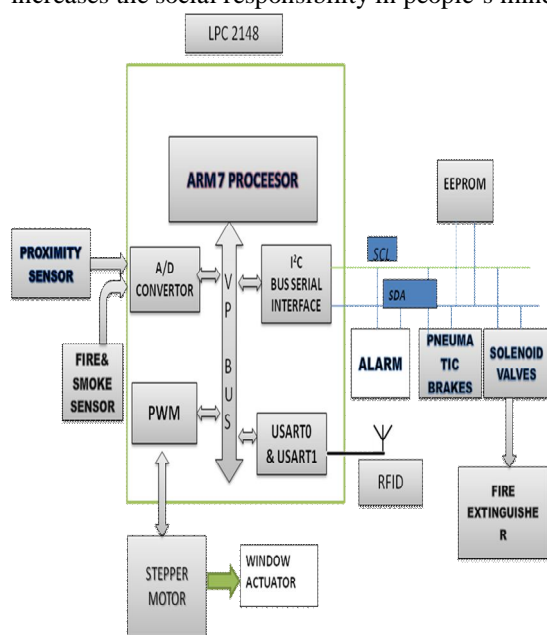 increases the social responsibility in people's mind
LPC 2148
ARM 7 PROCEESOR
EEPROM
PROXIMITY
SENSOR
A/D
CONVERTOR
VP BUS
I²C
BUS SERIAL
INTERFACE
SCL
SDA
FIRE&
SMOKE
SENSOR
ALARM
PNEUMA
TIC
BRAKES
SOLENOID
VALVES
PWM
USART0
& USART1
RFID
FIRE
EXTINGUISHE
R
STEPPER
MOTOR
WINDOW
ACTUATOR